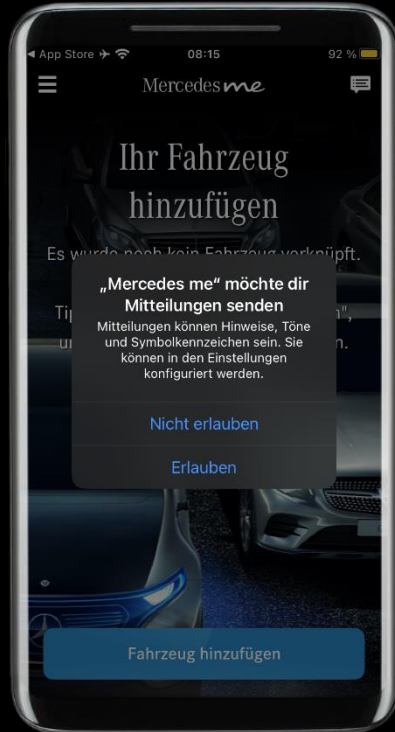 App Store
08:15
92 %
Mercedes me
Ihr Fahrzeug
hinzufügen
Es wurde noch kein Fahrzeug verknüpft.
„Mercedes me“ möchte dir
Mitteilungen senden
Mitteilungen können Hinweise, Töne
und Symbolkennzeichen sein. Sie
können in den Einstellungen
konfiguriert werden.
Nicht erlauben
Erlauben
Fahrzeug hinzufügen